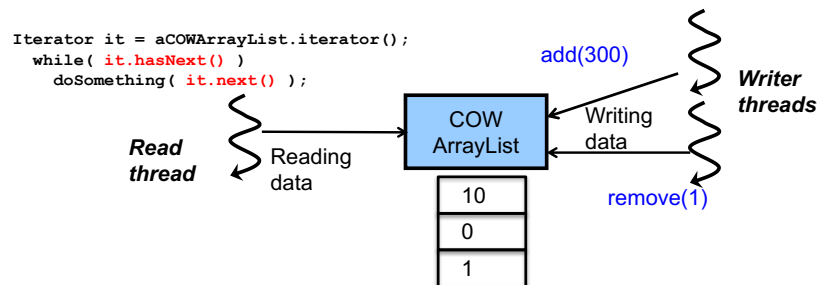 Iterator it = aCOWArrayList.iterator();
while( it.hasNext() )
doSomething( it.next() );
add(300)
Writer
threads
COW
ArrayList
Writing
data
Read
thread
Reading
data
remove(1)
10
0
1